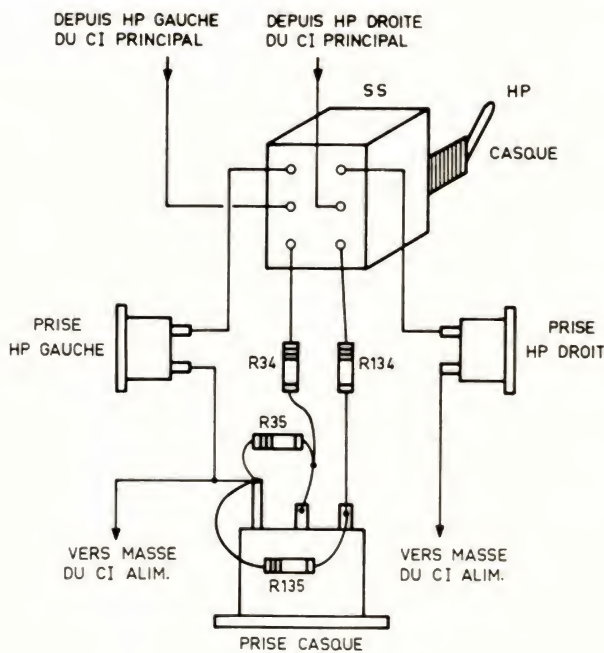 DEPUIS HP GAUCHE
DU CI PRINCIPAL
DEPUIS HP DROITE
DU CI PRINCIPAL
SS
HP
CASQUE
PRISE
HP GAUCHE
PRISE
HP DROIT
R34
R134
R35
VERS MASSE
DU CI ALIM.
VERS MASSE
DU CI ALIM.
R135
PRISE CASQUE